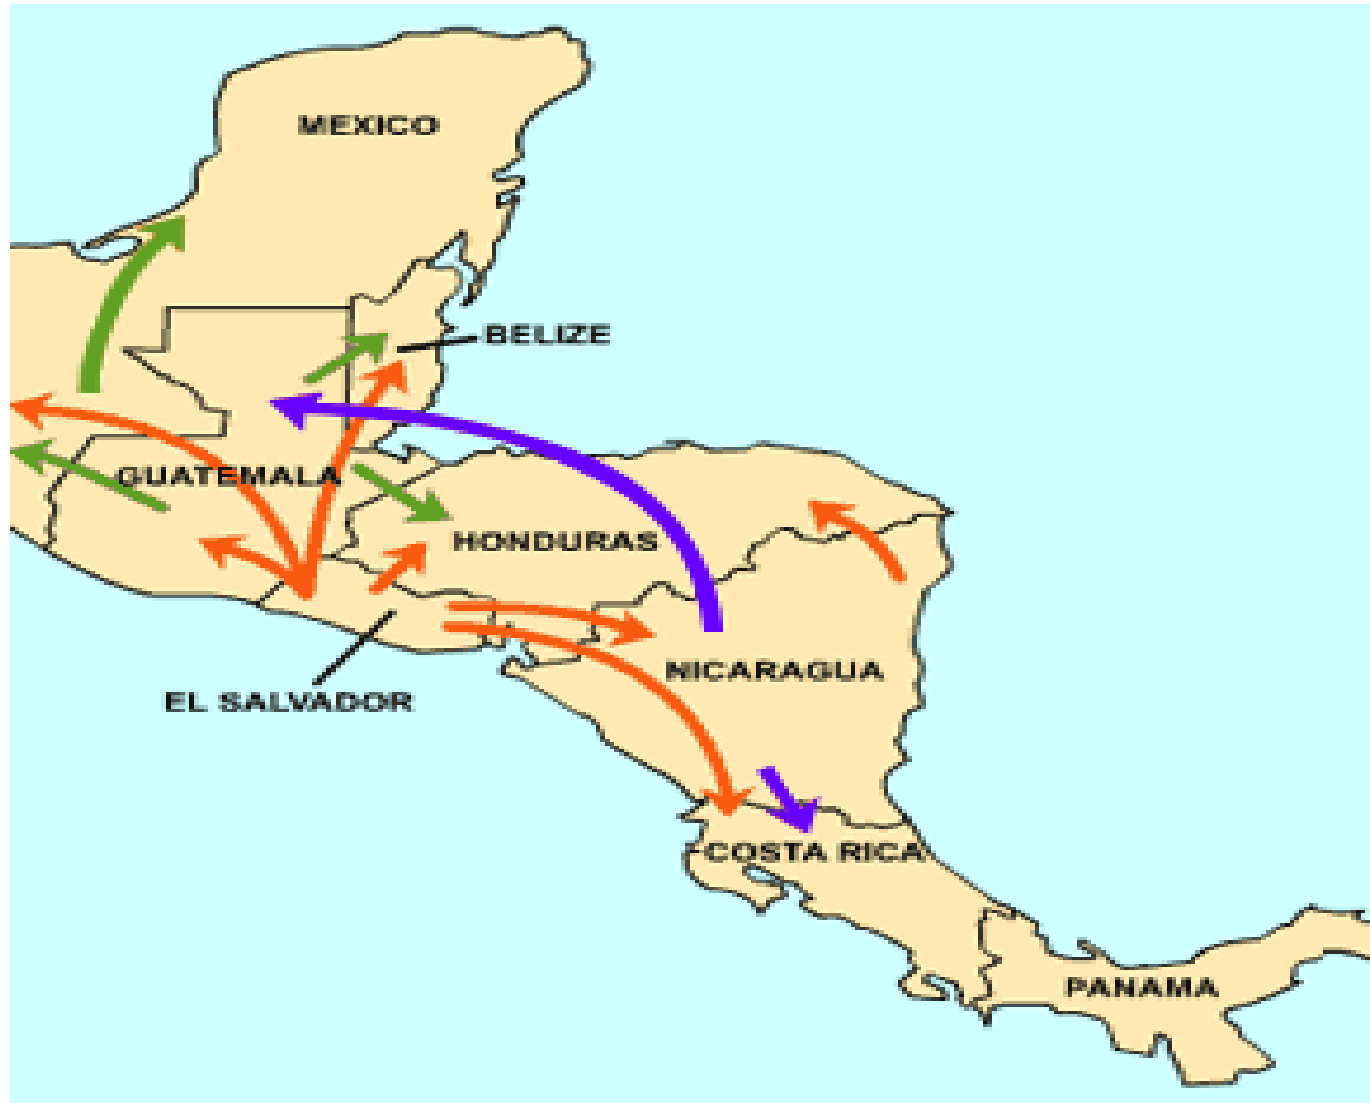 MEXICO
BELIZE
GUATEMALA
HONDURAS
NICARAGUA
EL SALVADOR
COSTA RICA
PANAMA